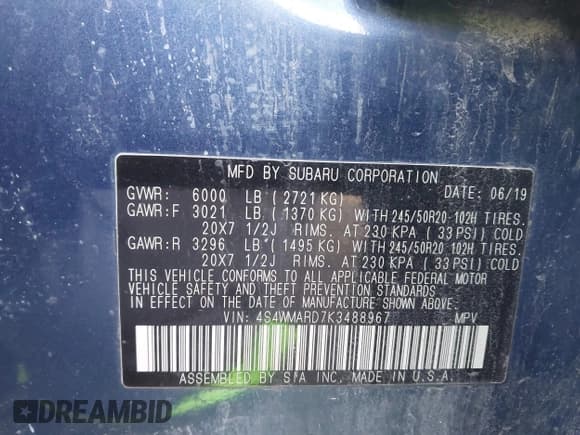 MFD BY SUBARU CORPORATION
GVWR: 6000 LB (2721 KG) DATE: 06/19
GAWR:F 3021 LB. (1370 KG) WITH 245/50R20 102H TIRES.
20X7 1/2J RIMS. AT 230 KPA (33 PSI) COLD
GAWR:R 3296 LB* (1495 KG) WITH 245/50R20 102H TIRES.
20X7 1/2J RIMS. AT 230 KPA (33 PSI) COLD
THIS VEHICLE CONFORMS TO ALL APPLICABLE FEDERAL MOTOR
VEHICLE SAFETY AND THEFT PREVENTION STANDARDS
IN EFFECT ON THE DATE OF MANUFACTURE SHOWN ABOVE.
VIN: 4S4WMARD7K3488967 MPV
ASSEMBLED BY SIA INC. MADE IN U.S.A.
DREAMBID